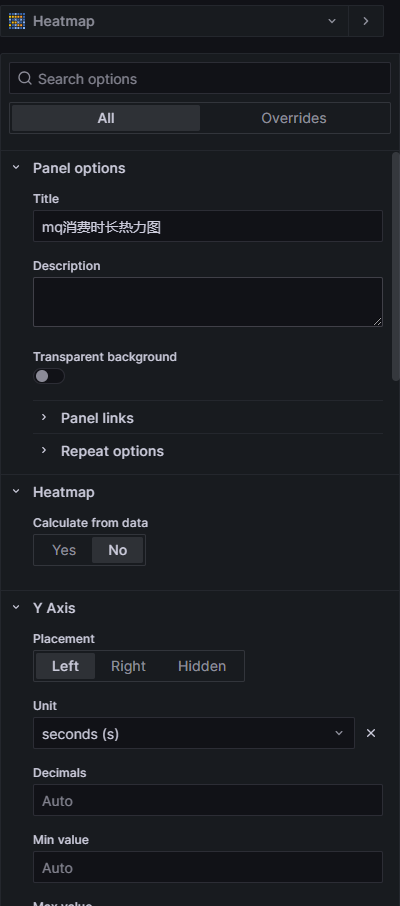 Heatmap
Search options
All Overrides
Panel options
Title
mq消费时长热力图
Description
Transparent background
Panel links
Repeat options
Heatmap
Calculate from data
Yes No
Y Axis
Placement
Left Right Hidden
Unit
seconds (s)
Decimals
Auto
Min value
Auto
Max value